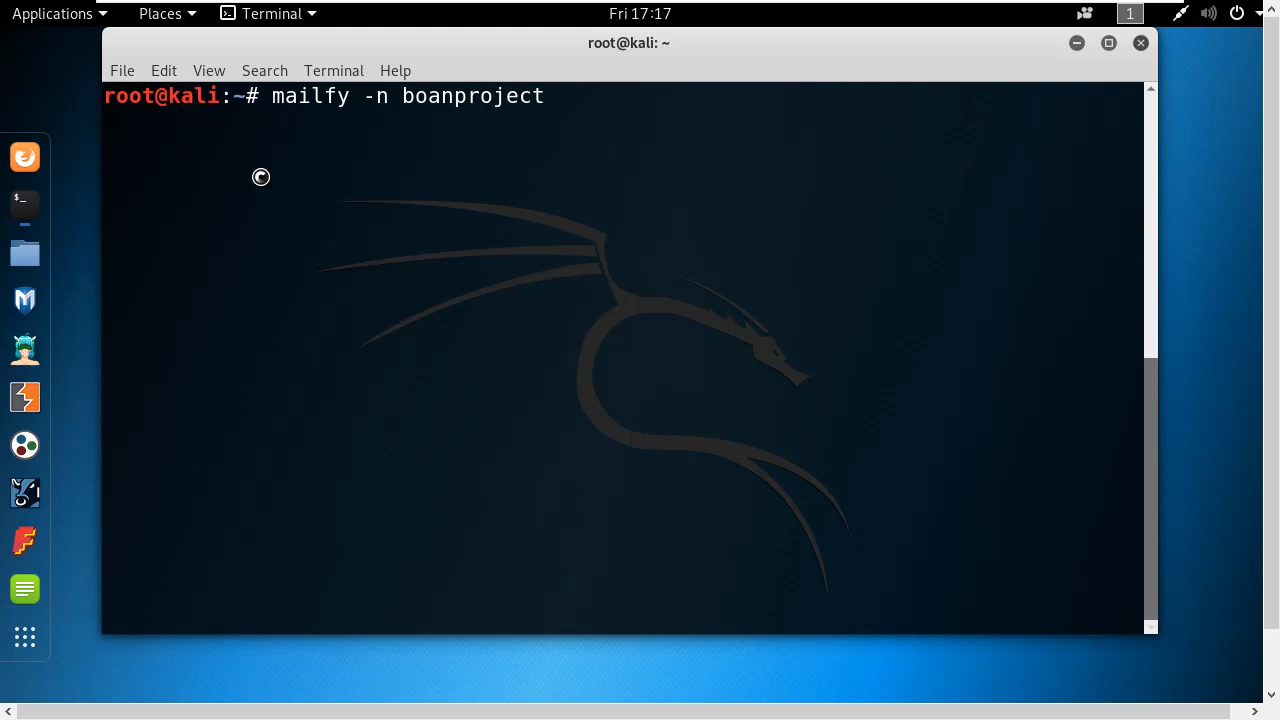 Applications Places Terminal Fri 17:17 1
root@kali: ~
File Edit View Search Terminal Help
root@kali:~# mailfy -n boanproject
$_